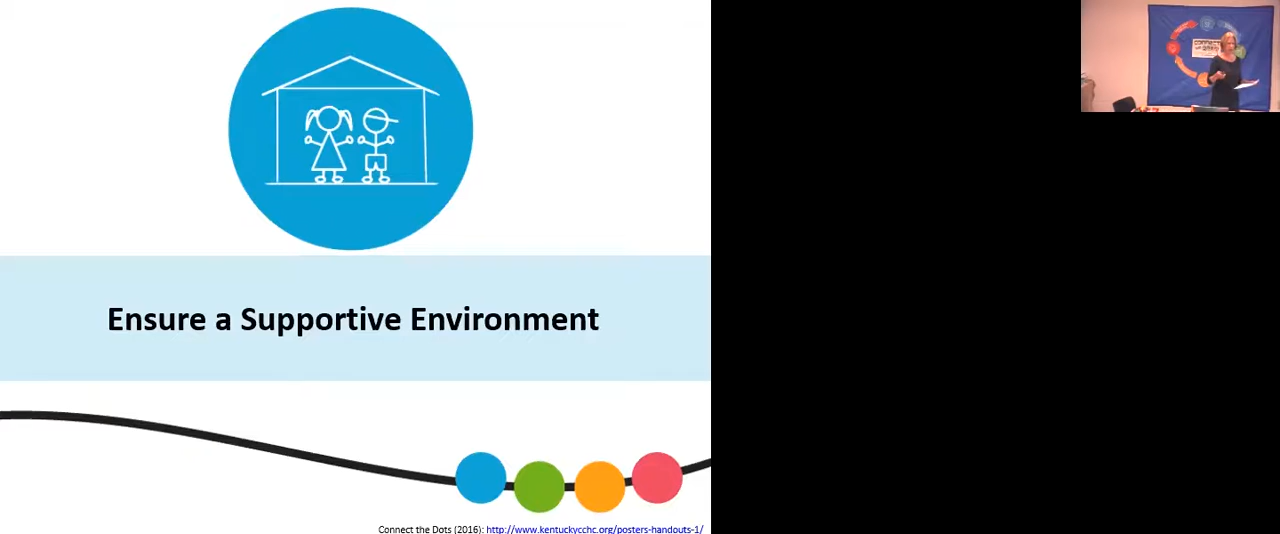 Ensure a Supportive Environment
Connect the Dots (2016): http://www.kentuckycchc.org/posters-handouts-1/